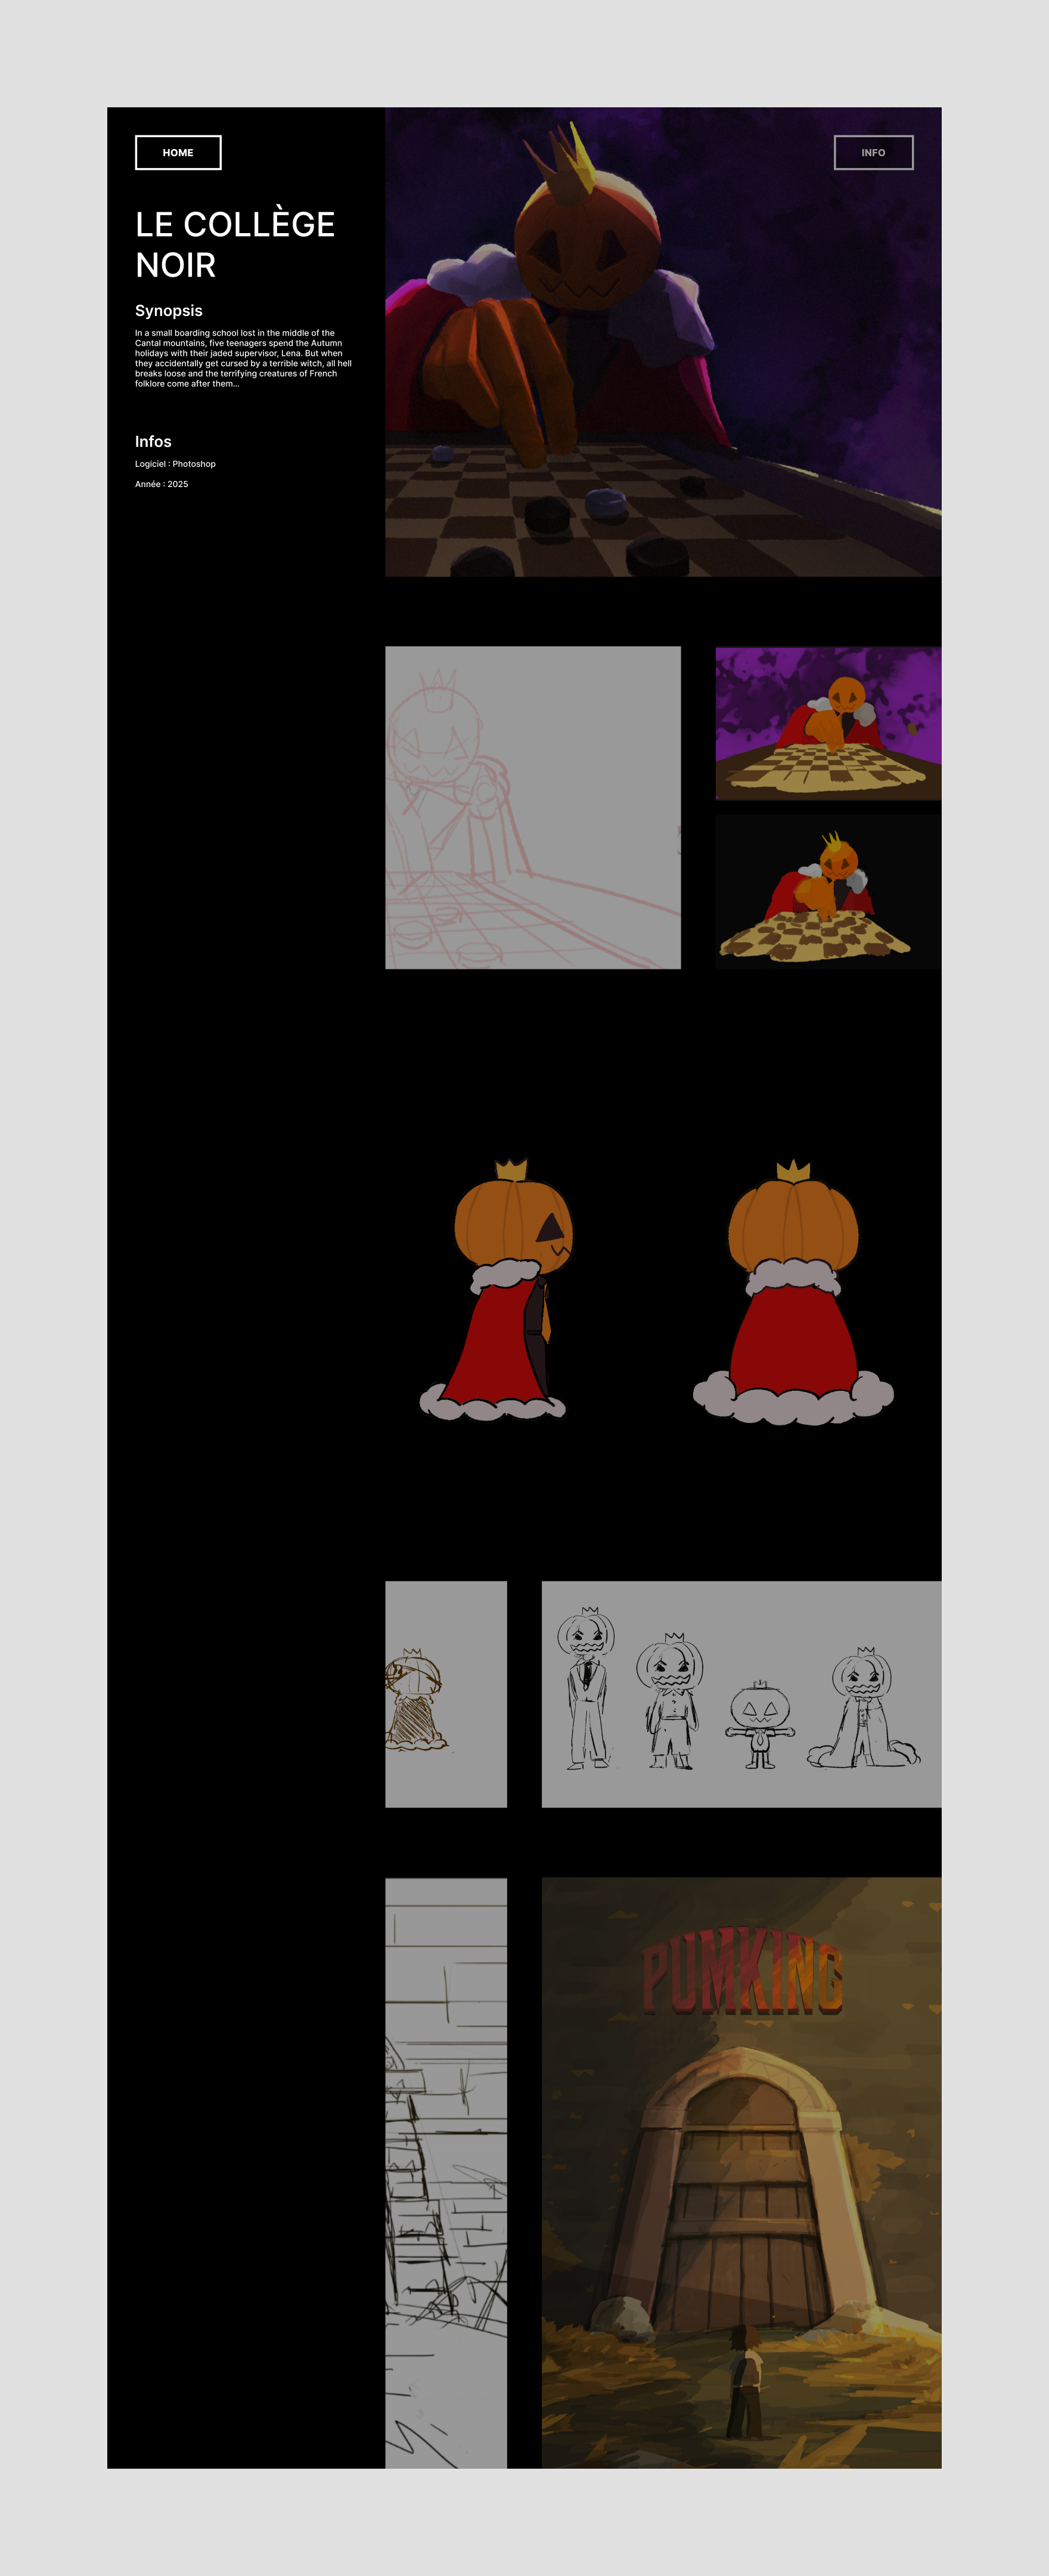 HOME
INFO
LE COLLÈGE
NOIR
Synopsis
In a small boarding school lost in the middle of the
Cantal mountains, five teenagers spend the Autumn
holidays with their jaded supervisor, Lena. But when
they accidentally get cursed by a terrible witch, all hell
breaks loose and the terrifying creatures of French
folklore come after them...
Infos
Logiciel : Photoshop
Année : 2025
PUMKING